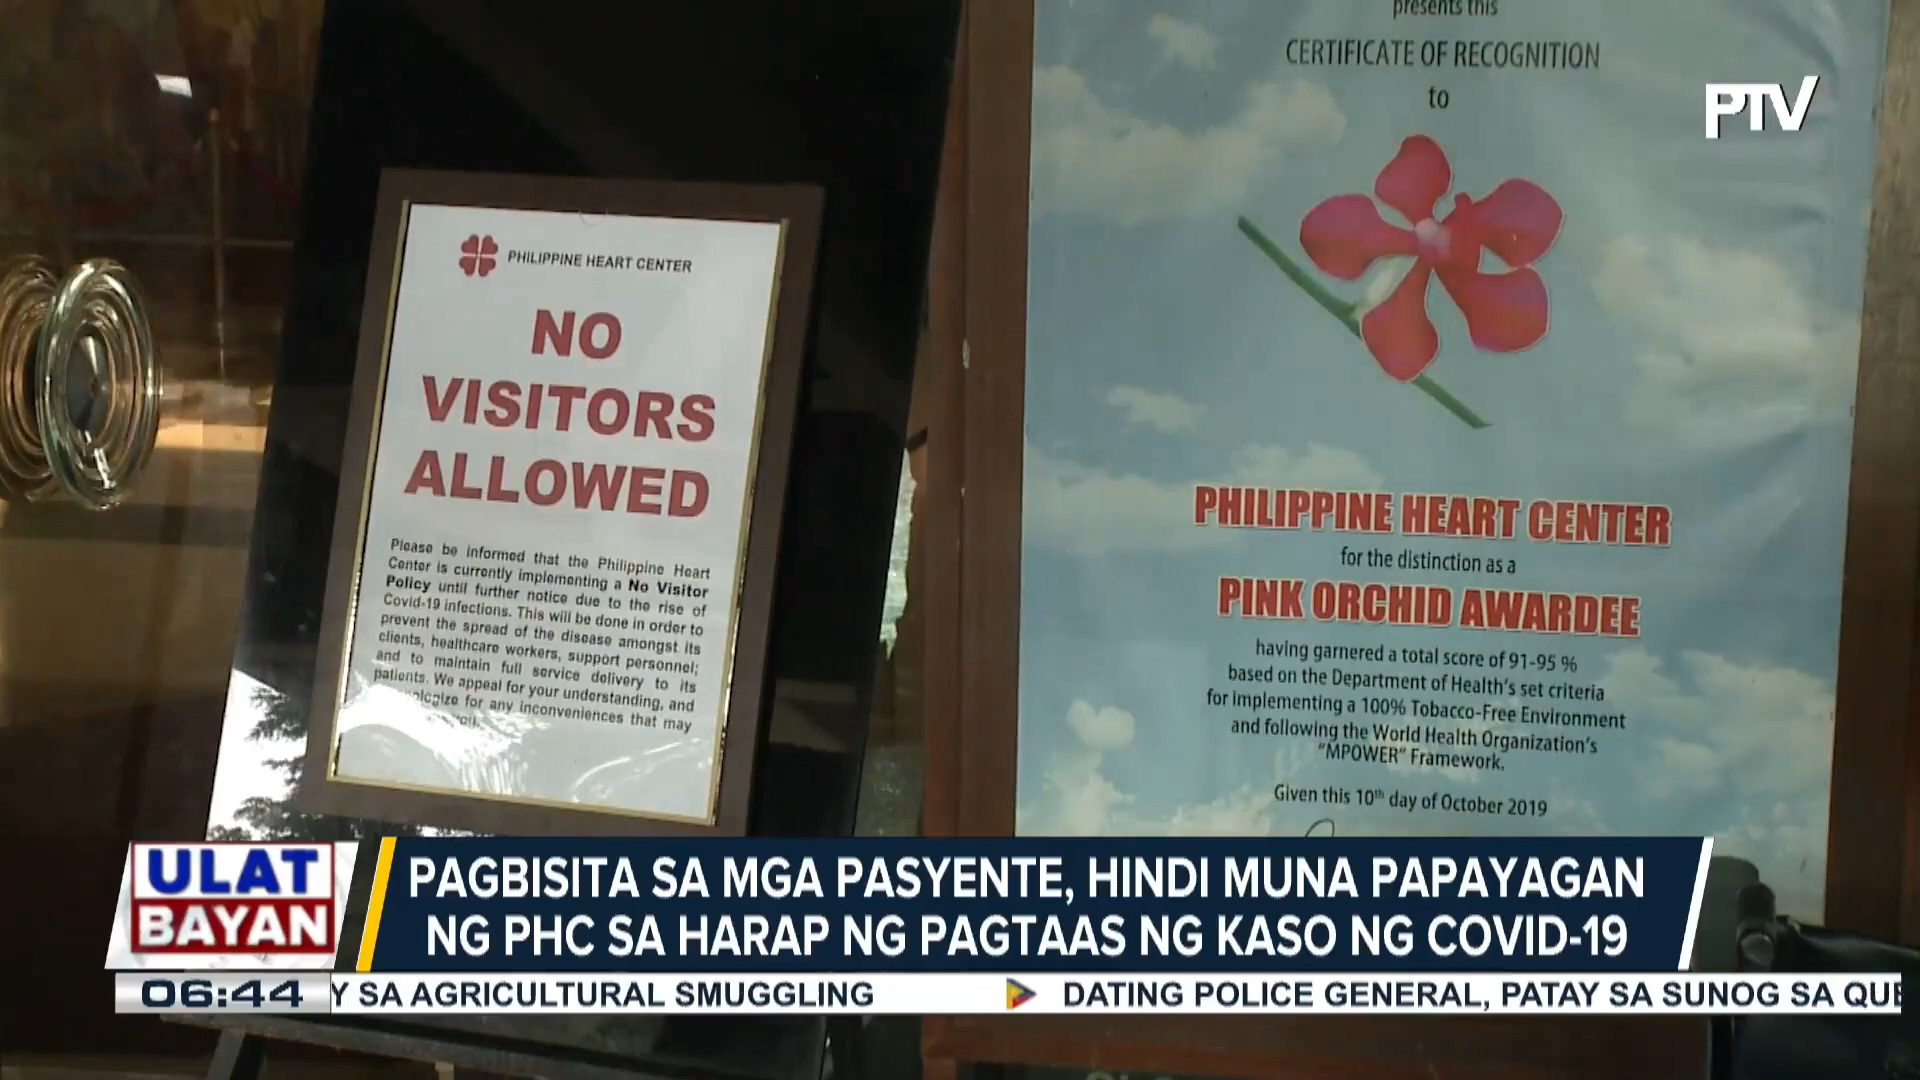 presents this
CERTIFICATE OF RECOGNITION
to
PTV
PHILIPPINE HEART CENTER
NO
VISITORS
ALLOWED
Please be informed that the Philippine Heart
Center is currently implementing a No Visitor
Policy until further notice due to the rise of
Covid-19 infections. This will be done in order to
prevent the spread of the disease amongst its
clients, healthcare workers, support personnel;
and to maintain full service delivery to its
patients. We appeal for your understanding, and
for any inconveniences that may
PHILIPPINE HEART CENTER
for the distinction as a
PINK ORCHID AWARDEE
having garnered a total score of 91-95 %
based on the Department of Health's set criteria
for implementing a 100% Tobacco-Free Environment
and following the World Health Organization's
"MPOWER" Framework.
Given this 10th day of October 2019
ULAT
BAYAN
PAGBISITA SA MGA PASYENTE, HINDI MUNA PAPAYAGAN
NG PHC SA HARAP NG PAGTAAS NG KASO NG COVID-19
06:44
Y SA AGRICULTURAL SMUGGLING
DATING POLICE GENERAL, PATAY SA SUNOG SA QUE